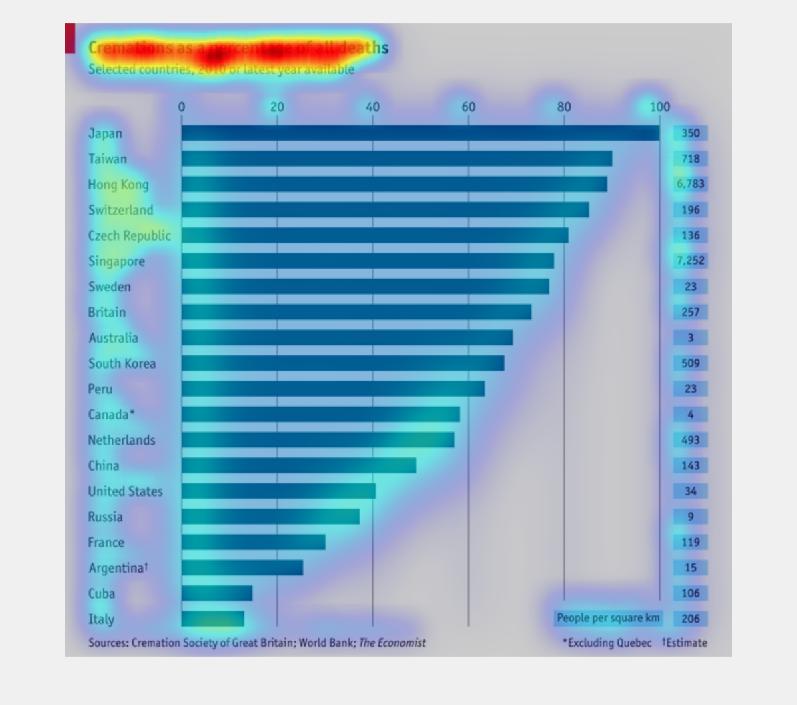 Cremations as a percentage of all deaths
Selected countries, 2010 or latest year available
0 20 40 60 80 100
Japan 350
Taiwan 718
Hong Kong 6,783
Switzerland 196
Czech Republic 136
Singapore 7,252
Sweden 23
Britain 257
Australia 3
South Korea 509
Peru 23
Canada* 4
Netherlands 493
China 143
United States 34
Russia 9
France 119
Argentina† 15
Cuba 106
Italy People per square km 206
Sources: Cremation Society of Great Britain; World Bank; The Economist *Excluding Quebec †Estimate